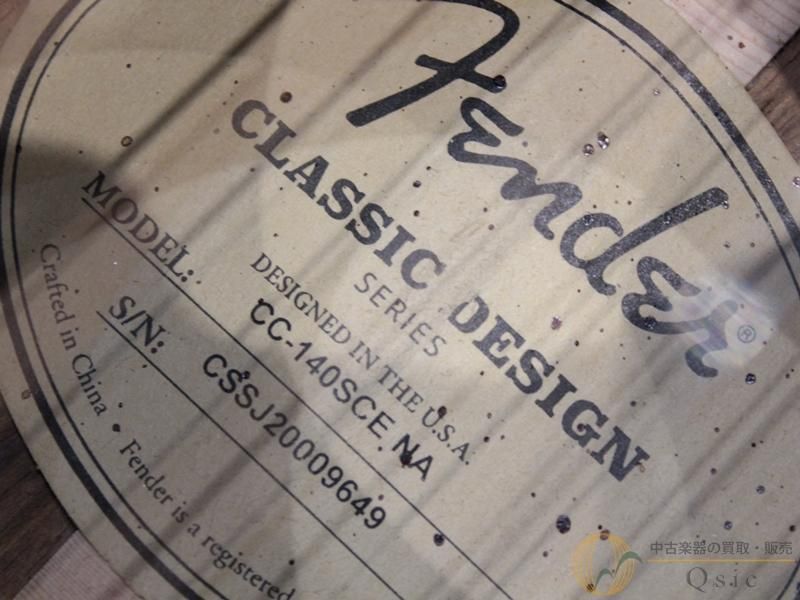 Fender®
CLASSIC DESIGN
SERIES
DESIGNED IN THE U.S.A.
MODEL: CC-140SCE NA
S/N: CSSJ20009649
Crafted in China • Fender is a registered
中古楽器の買取・販売
Qsic